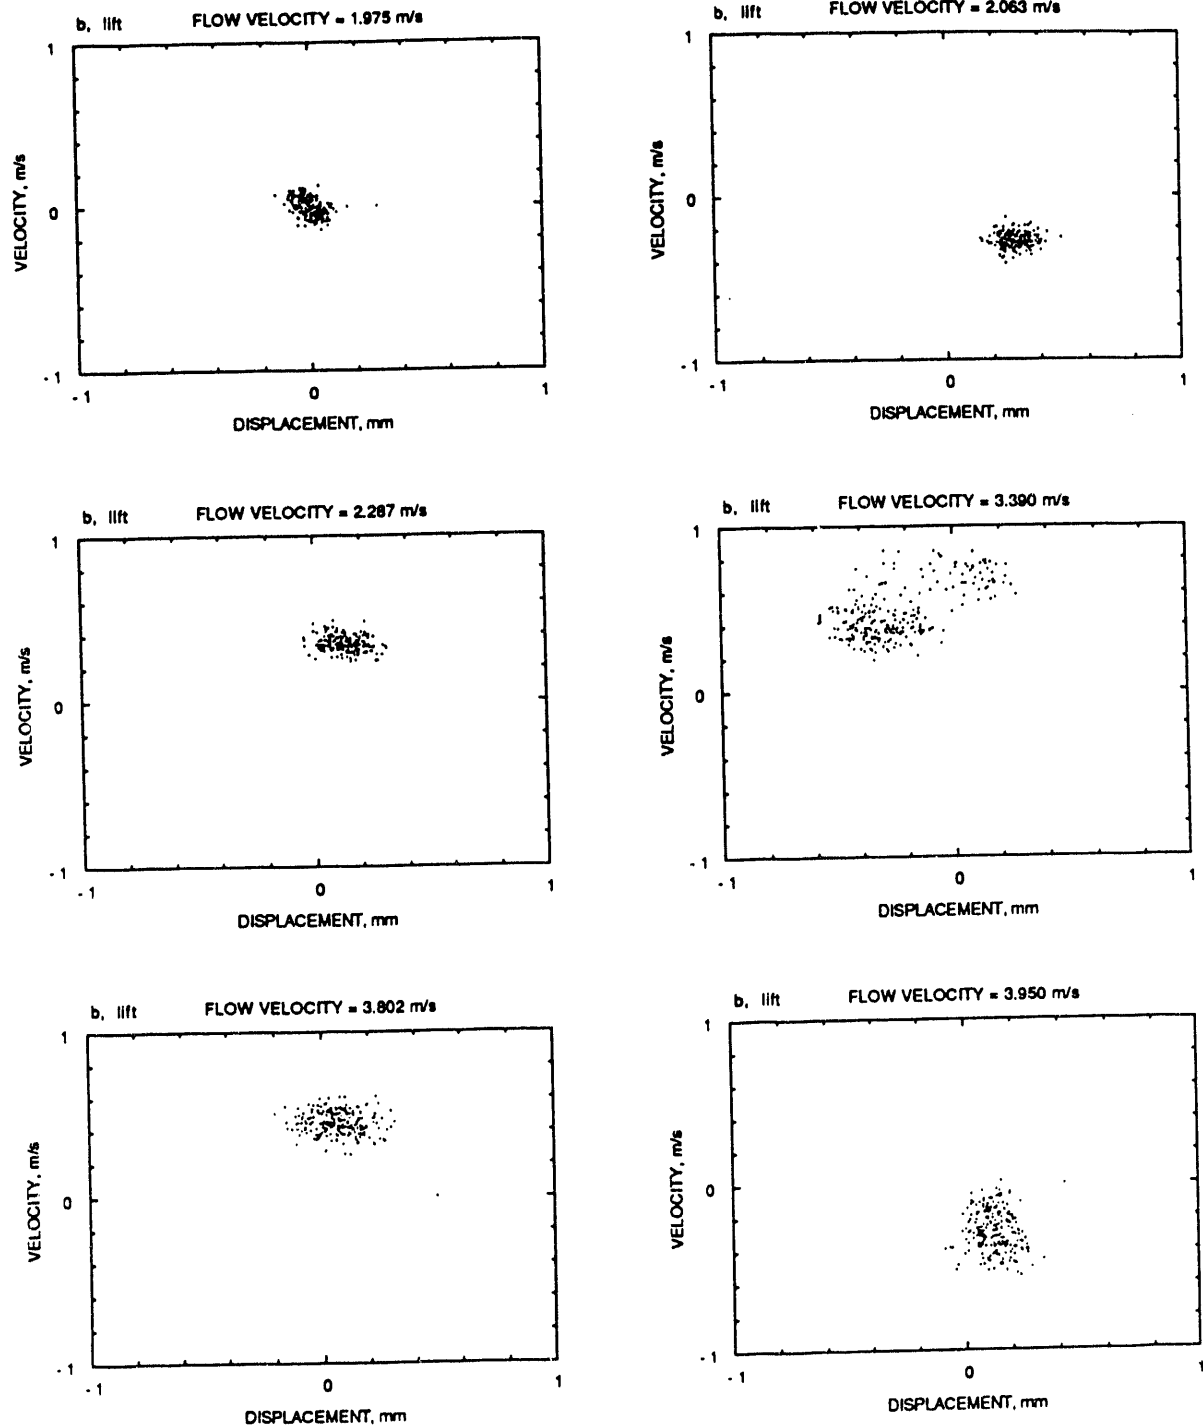 b, lift FLOW VELOCITY = 1.975 m/s
1
0
-1
VELOCITY, m/s
-1 0 1
DISPLACEMENT, mm
b, lift FLOW VELOCITY = 2.063 m/s
1
0
-1
VELOCITY, m/s
-1 0 1
DISPLACEMENT, mm
b, lift FLOW VELOCITY = 2.287 m/s
1
0
-1
VELOCITY, m/s
-1 0 1
DISPLACEMENT, mm
b, lift FLOW VELOCITY = 3.390 m/s
1
0
-1
VELOCITY, m/s
-1 0 1
DISPLACEMENT, mm
b, lift FLOW VELOCITY = 3.802 m/s
1
0
-1
VELOCITY, m/s
-1 0 1
DISPLACEMENT, mm
b, lift FLOW VELOCITY = 3.950 m/s
1
0
-1
VELOCITY, m/s
-1 0 1
DISPLACEMENT, mm